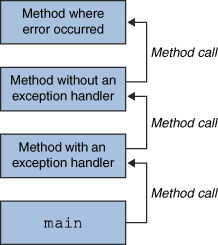 Method where
error occurred
Method call
Method without an
exception handler
Method call
Method with an
exception handler
Method call
main